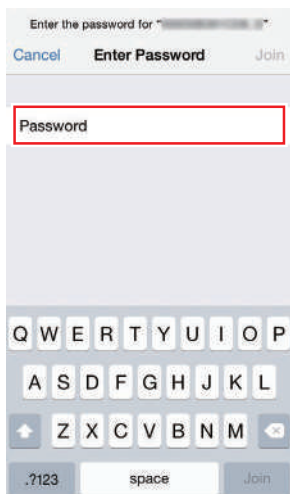 Enter the password for "
Cancel Enter Password Join
Password
Q W E R T Y U I O P
A S D F G H J K L
Z X C V B N M
.?123 space Join